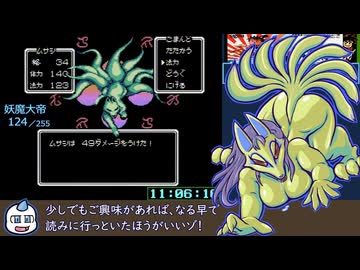 ムサシ
銭 34
体力 140
法力 123
こまんど
たたかう
法力
どうぐ
にげる
妖魔大帝
124/255
ムサシは 49ダメージをうけた!
11:06:16
少しでもご興味があれば、なる早で
読みに行っといたほうがいいゾ!